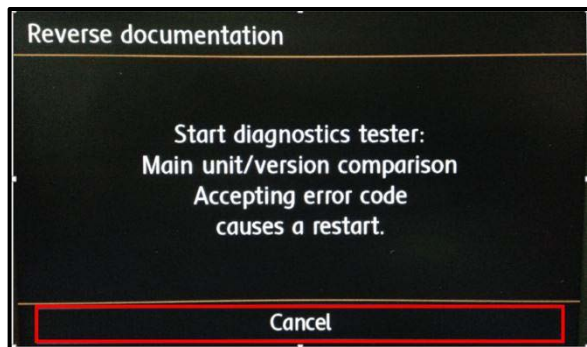 Reverse documentation
Start diagnostics tester:
Main unit/version comparison
Accepting error code
causes a restart.
Cancel